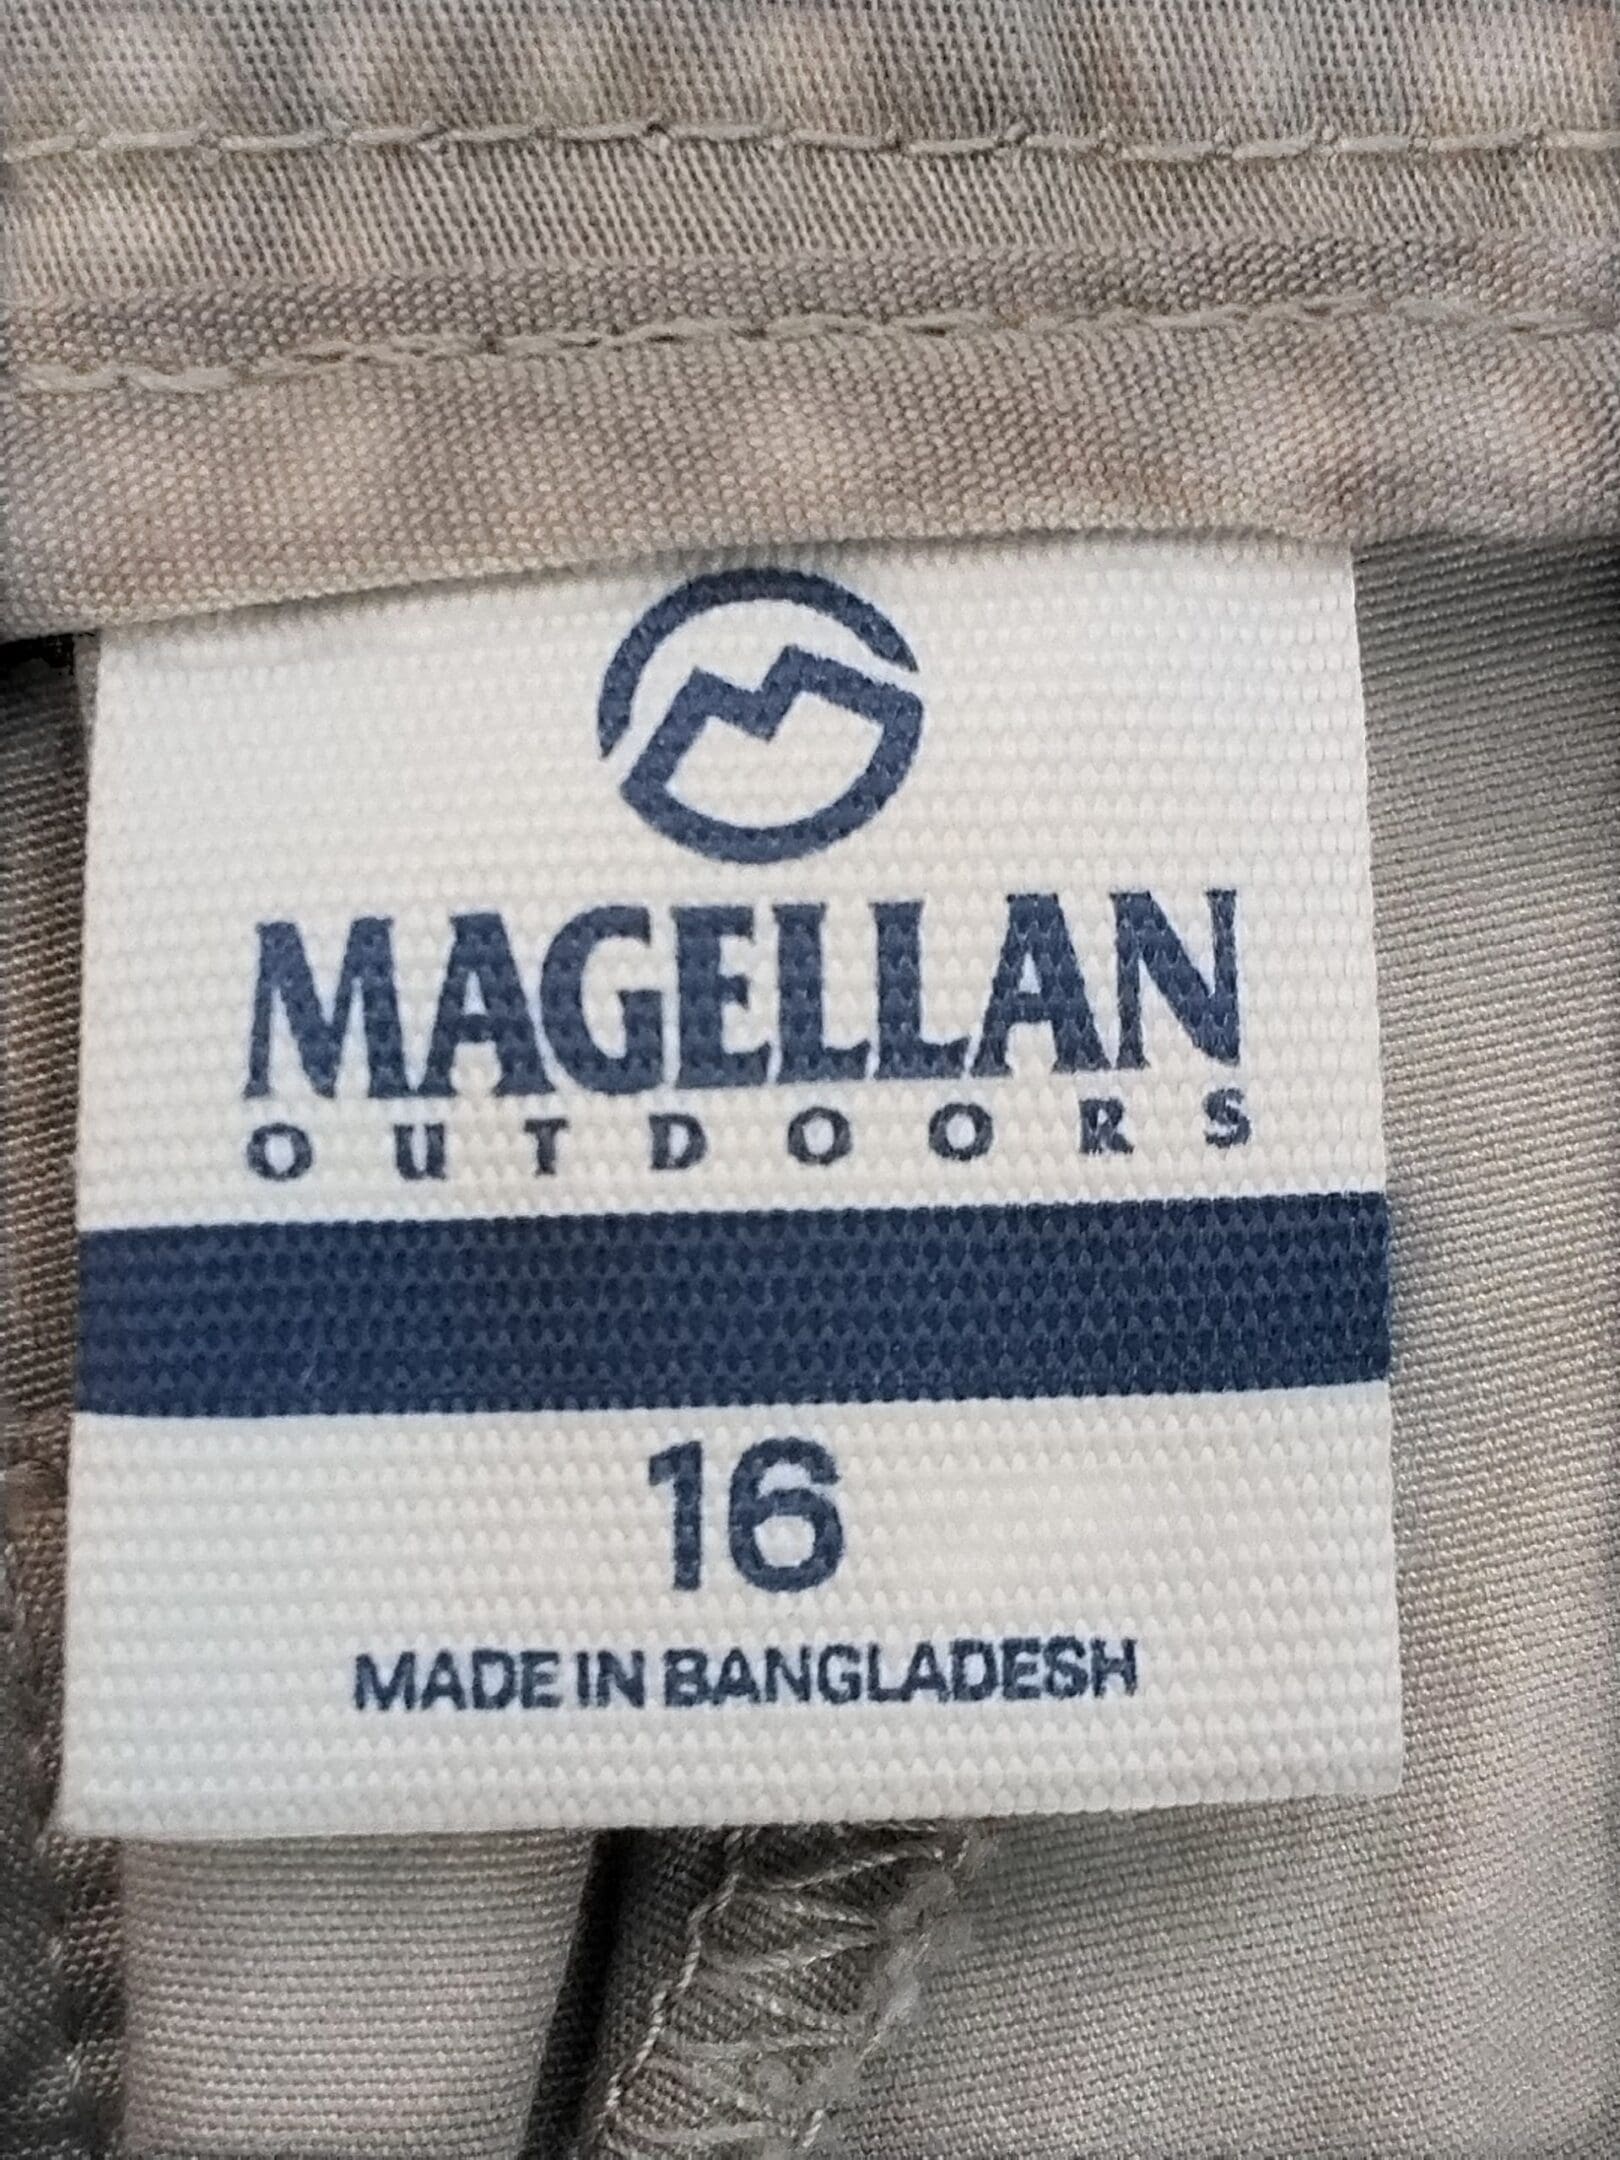 MAGELLAN
OUTDOORS
16
MADE IN BANGLADESH